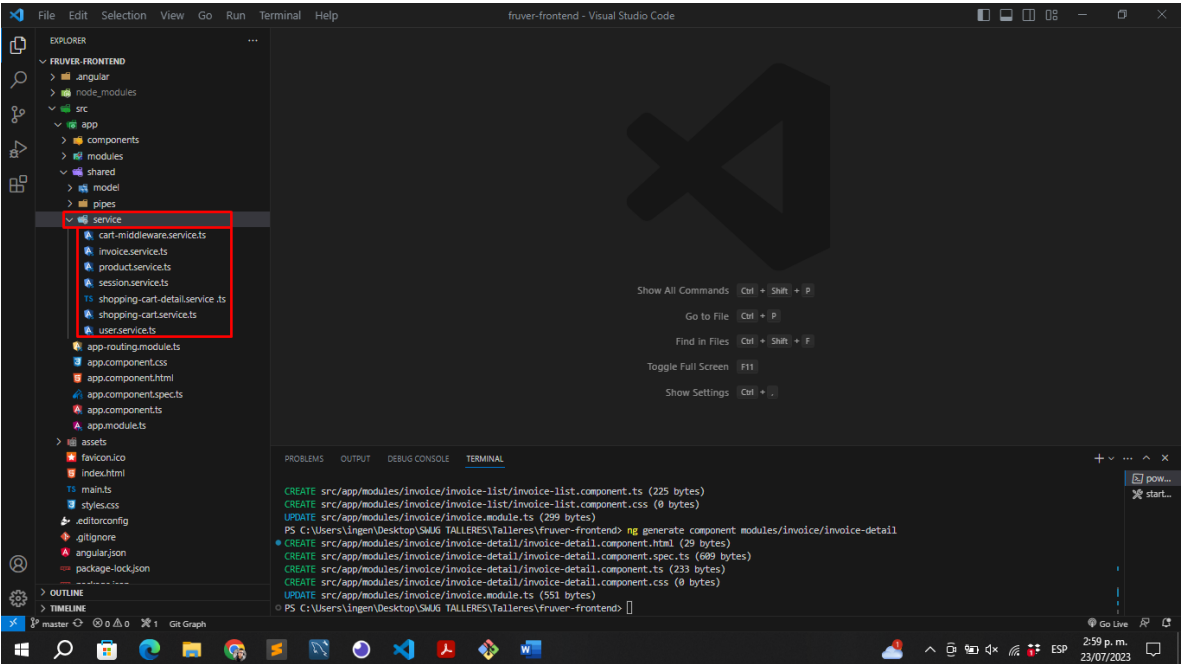 File Edit Selection View Go Run Terminal Help
fruver-frontend - Visual Studio Code
EXPLORER
FRUVER-FRONTEND
.angular
node_modules
src
app
components
modules
shared
model
pipes
service
cart-middleware.service.ts
invoice.service.ts
product.service.ts
session.service.ts
TS shopping-cart-detail.service .ts
shopping-cart.service.ts
user.service.ts
app-routing.module.ts
app.component.css
app.component.html
app.component.spec.ts
app.component.ts
app.module.ts
assets
favicon.ico
index.html
TS main.ts
styles.css
.editorconfig
.gitignore
angular.json
package-lock.json
OUTLINE
TIMELINE
Show All Commands Ctrl + Shift + P
Go to File Ctrl + P
Find in Files Ctrl + Shift + F
Toggle Full Screen F11
Show Settings Ctrl + .
PROBLEMS OUTPUT DEBUG CONSOLE TERMINAL
pow...
start...
CREATE src/app/modules/invoice/invoice-list/invoice-list.component.ts (225 bytes)
CREATE src/app/modules/invoice/invoice-list/invoice-list.component.css (0 bytes)
UPDATE src/app/modules/invoice/invoice.module.ts (299 bytes)
PS C:\Users\ingen\Desktop\SWUG TALLERES\Talleres\fruver-frontend> ng generate component modules/invoice/invoice-detail
CREATE src/app/modules/invoice/invoice-detail/invoice-detail.component.html (29 bytes)
CREATE src/app/modules/invoice/invoice-detail/invoice-detail.component.spec.ts (609 bytes)
CREATE src/app/modules/invoice/invoice-detail/invoice-detail.component.ts (233 bytes)
CREATE src/app/modules/invoice/invoice-detail/invoice-detail.component.css (0 bytes)
UPDATE src/app/modules/invoice/invoice.module.ts (551 bytes)
PS C:\Users\ingen\Desktop\SWUG TALLERES\Talleres\fruver-frontend>
master 0 0 1 Git Graph
Go Live
ESP
2:59 p. m.
23/07/2023